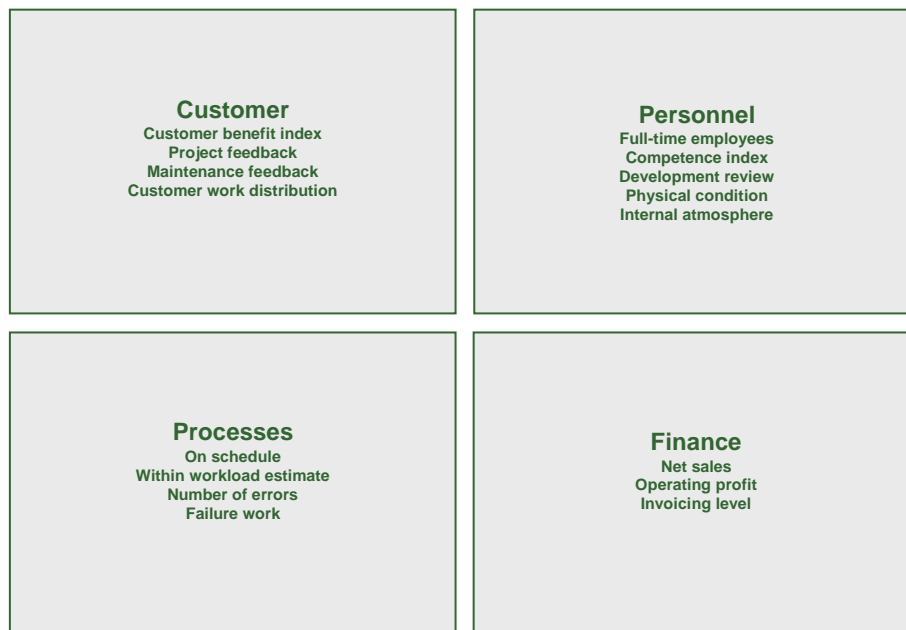 Customer
Customer benefit index
Project feedback
Maintenance feedback
Customer work distribution
Personnel
Full-time employees
Competence index
Development review
Physical condition
Internal atmosphere
Processes
On schedule
Within workload estimate
Number of errors
Failure work
Finance
Net sales
Operating profit
Invoicing level